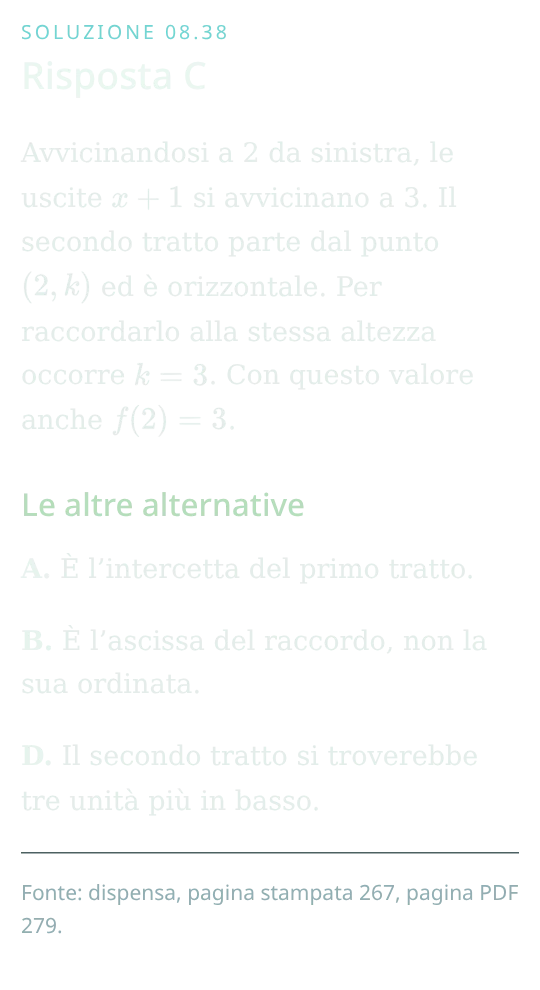 SOLUZIONE 08.38
Risposta C
Avvicinandosi a 2 da sinistra, le
uscite x + 1 si avvicinano a 3. Il
secondo tratto parte dal punto
(2, k) ed è orizzontale. Per
raccordarlo alla stessa altezza
occorre k = 3. Con questo valore
anche f(2) = 3.
Le altre alternative
A. È l’intercetta del primo tratto.
B. È l’ascissa del raccordo, non la
sua ordinata.
D. Il secondo tratto si troverebbe
tre unità più in basso.
Fonte: dispensa, pagina stampata 267, pagina PDF
279.